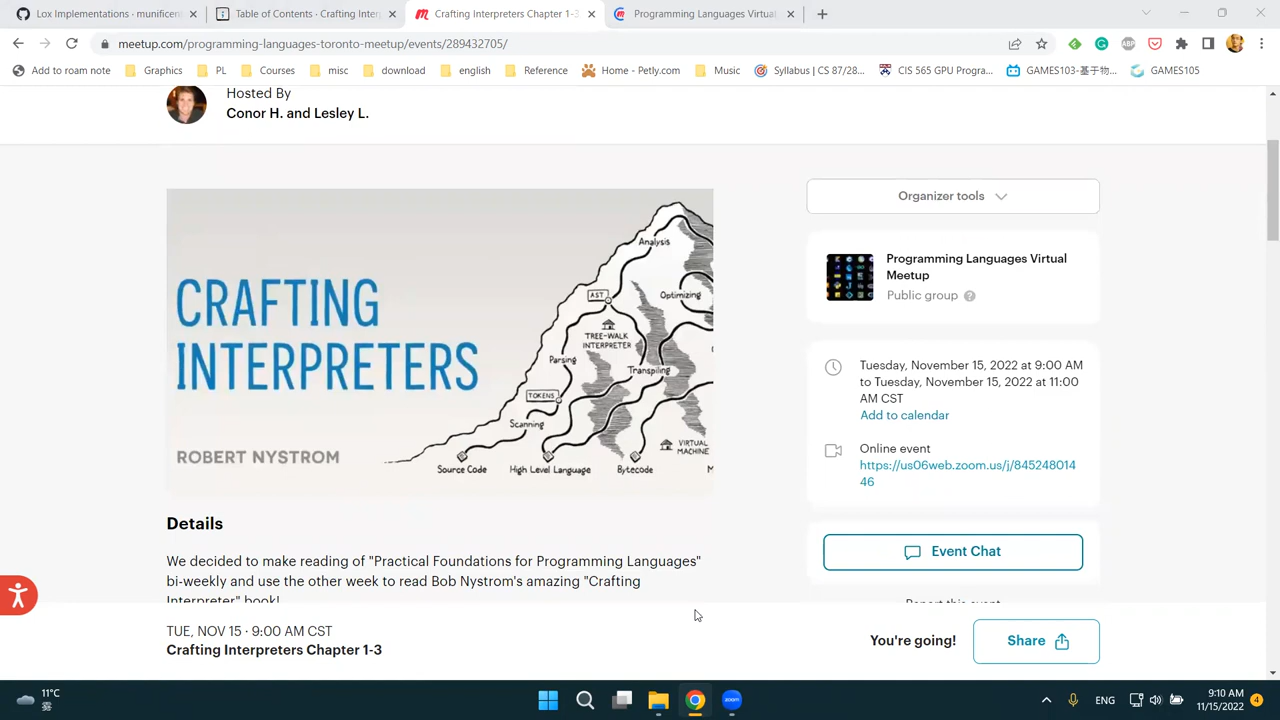 Lox Implementations · munificen
Table of Contents · Crafting Inter
Crafting Interpreters Chapter 1-3
Programming Languages Virtual
meetup.com/programming-languages-toronto-meetup/events/289432705/
ABP
Add to roam note
Graphics
PL
Courses
misc
download
english
Reference
Home - Petly.com
Music
Syllabus | CS 87/28...
CIS 565 GPU Progra...
GAMES103-基于物...
GAMES105
Hosted By
Conor H. and Lesley L.
Organizer tools
CRAFTING
INTERPRETERS
ROBERT NYSTROM
Analysis
AST
Optimizing
TREE-WALK
INTERPRETER
Parsing
Transpiling
TOKENS
Scanning
VIRTUAL
MACHINE
Source Code
High Level Language
Bytecode
M
Programming Languages Virtual
Meetup
Public group
Tuesday, November 15, 2022 at 9:00 AM
to Tuesday, November 15, 2022 at 11:00
AM CST
Add to calendar
Online event
https://us06web.zoom.us/j/845248014
46
Details
We decided to make reading of "Practical Foundations for Programming Languages"
bi-weekly and use the other week to read Bob Nystrom's amazing "Crafting
Interpreter" book!
Event Chat
Report this event
TUE, NOV 15 · 9:00 AM CST
Crafting Interpreters Chapter 1-3
You're going!
Share
11°C
雾
zoom
ENG
9:10 AM
11/15/2022
4